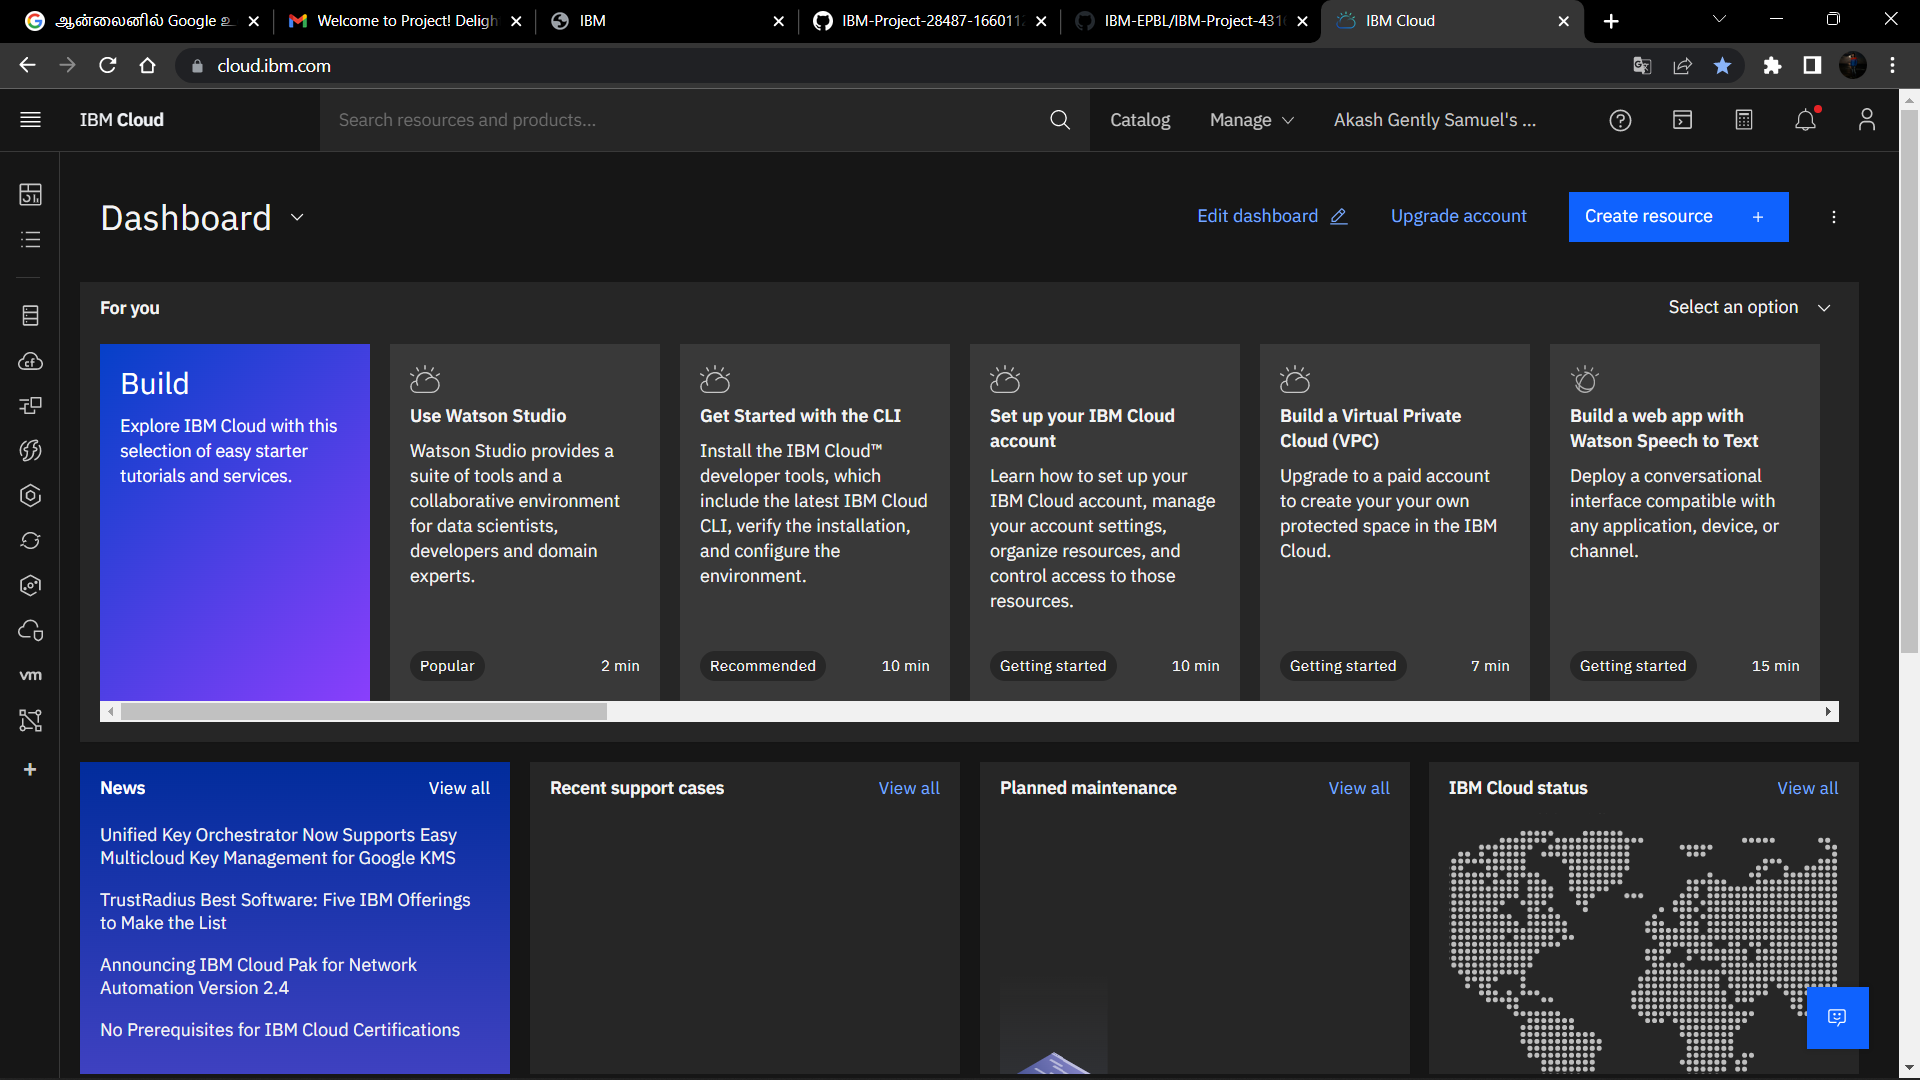 ஆன்லைனில் Google உ
Welcome to Project! Deligh
IBM
IBM-Project-28487-1660112
IBM-EPBL/IBM-Project-431
IBM Cloud
cloud.ibm.com
IBM Cloud
Search resources and products...
Catalog
Manage
Akash Gently Samuel's ...
Dashboard
Edit dashboard
Upgrade account
Create resource +
For you
Select an option
Build
Explore IBM Cloud with this
selection of easy starter
tutorials and services.
Use Watson Studio
Watson Studio provides a
suite of tools and a
collaborative environment
for data scientists,
developers and domain
experts.
Popular
2 min
Get Started with the CLI
Install the IBM Cloud™
developer tools, which
include the latest IBM Cloud
CLI, verify the installation,
and configure the
environment.
Recommended
10 min
Set up your IBM Cloud
account
Learn how to set up your
IBM Cloud account, manage
your account settings,
organize resources, and
control access to those
resources.
Getting started
10 min
Build a Virtual Private
Cloud (VPC)
Upgrade to a paid account
to create your your own
protected space in the IBM
Cloud.
Getting started
7 min
Build a web app with
Watson Speech to Text
Deploy a conversational
interface compatible with
any application, device, or
channel.
Getting started
15 min
cf
vm
News
View all
Unified Key Orchestrator Now Supports Easy
Multicloud Key Management for Google KMS
TrustRadius Best Software: Five IBM Offerings
to Make the List
Announcing IBM Cloud Pak for Network
Automation Version 2.4
No Prerequisites for IBM Cloud Certifications
Recent support cases
View all
Planned maintenance
View all
IBM Cloud status
View all